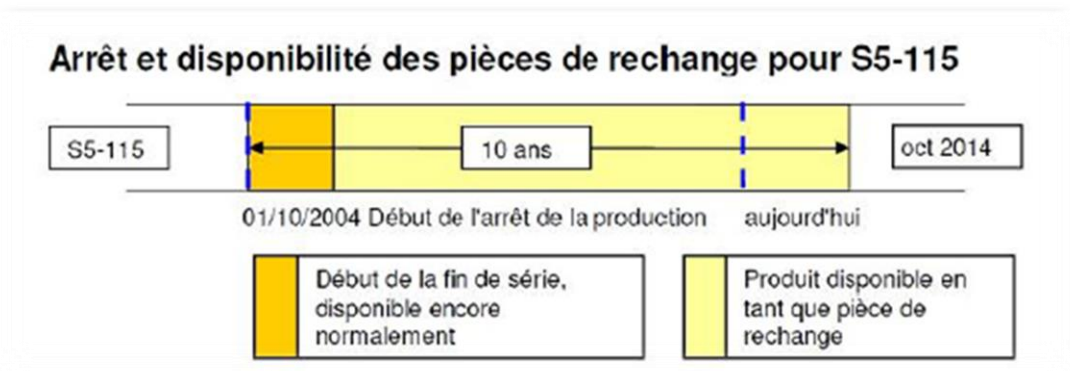 Arrêt et disponibilité des pièces de rechange pour S5-115
S5-115
10 ans
oct 2014
01/10/2004 Début de l'arrêt de la production
aujourd'hui
Début de la fin de série,
disponible encore
normalement
Produit disponible en
tant que pièce de
rechange